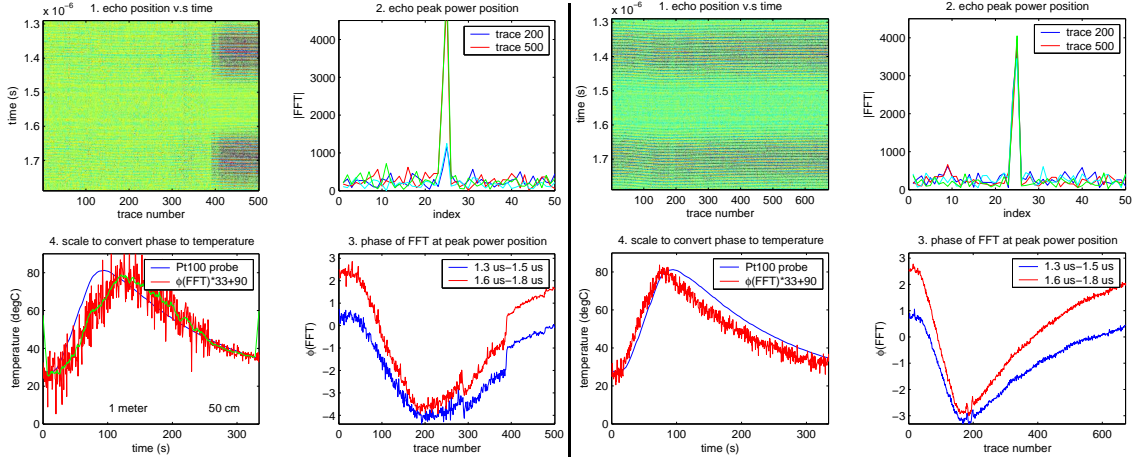 1. echo position v.s time
x 10^-6
1.3
1.4
1.5
1.6
1.7
time (s)
100 200 300 400 500
trace number
2. echo peak power position
trace 200
trace 500
4000
3000
2000
1000
0
|FFT|
0 10 20 30 40 50
index
4. scale to convert phase to temperature
Pt100 probe
ϕ(FFT)*33+90
80
60
40
20
0
temperature (degC)
1 meter 50 cm
0 100 200 300
time (s)
3. phase of FFT at peak power position
1.3 us−1.5 us
1.6 us−1.8 us
4
3
2
1
0
−1
−2
−3
−4
ϕ(FFT)
0 100 200 300 400 500
trace number
1. echo position v.s time
x 10^-6
1.3
1.4
1.5
1.6
1.7
time (s)
100 200 300 400 500 600
trace number
2. echo peak power position
trace 200
trace 500
4000
3000
2000
1000
0
|FFT|
0 10 20 30 40 50
index
4. scale to convert phase to temperature
Pt100 probe
ϕ(FFT)*33+90
80
60
40
20
0
temperature (degC)
0 100 200 300
time (s)
3. phase of FFT at peak power position
1.3 us−1.5 us
1.6 us−1.8 us
3
2
1
0
−1
−2
−3
ϕ(FFT)
0 200 400 600
trace number